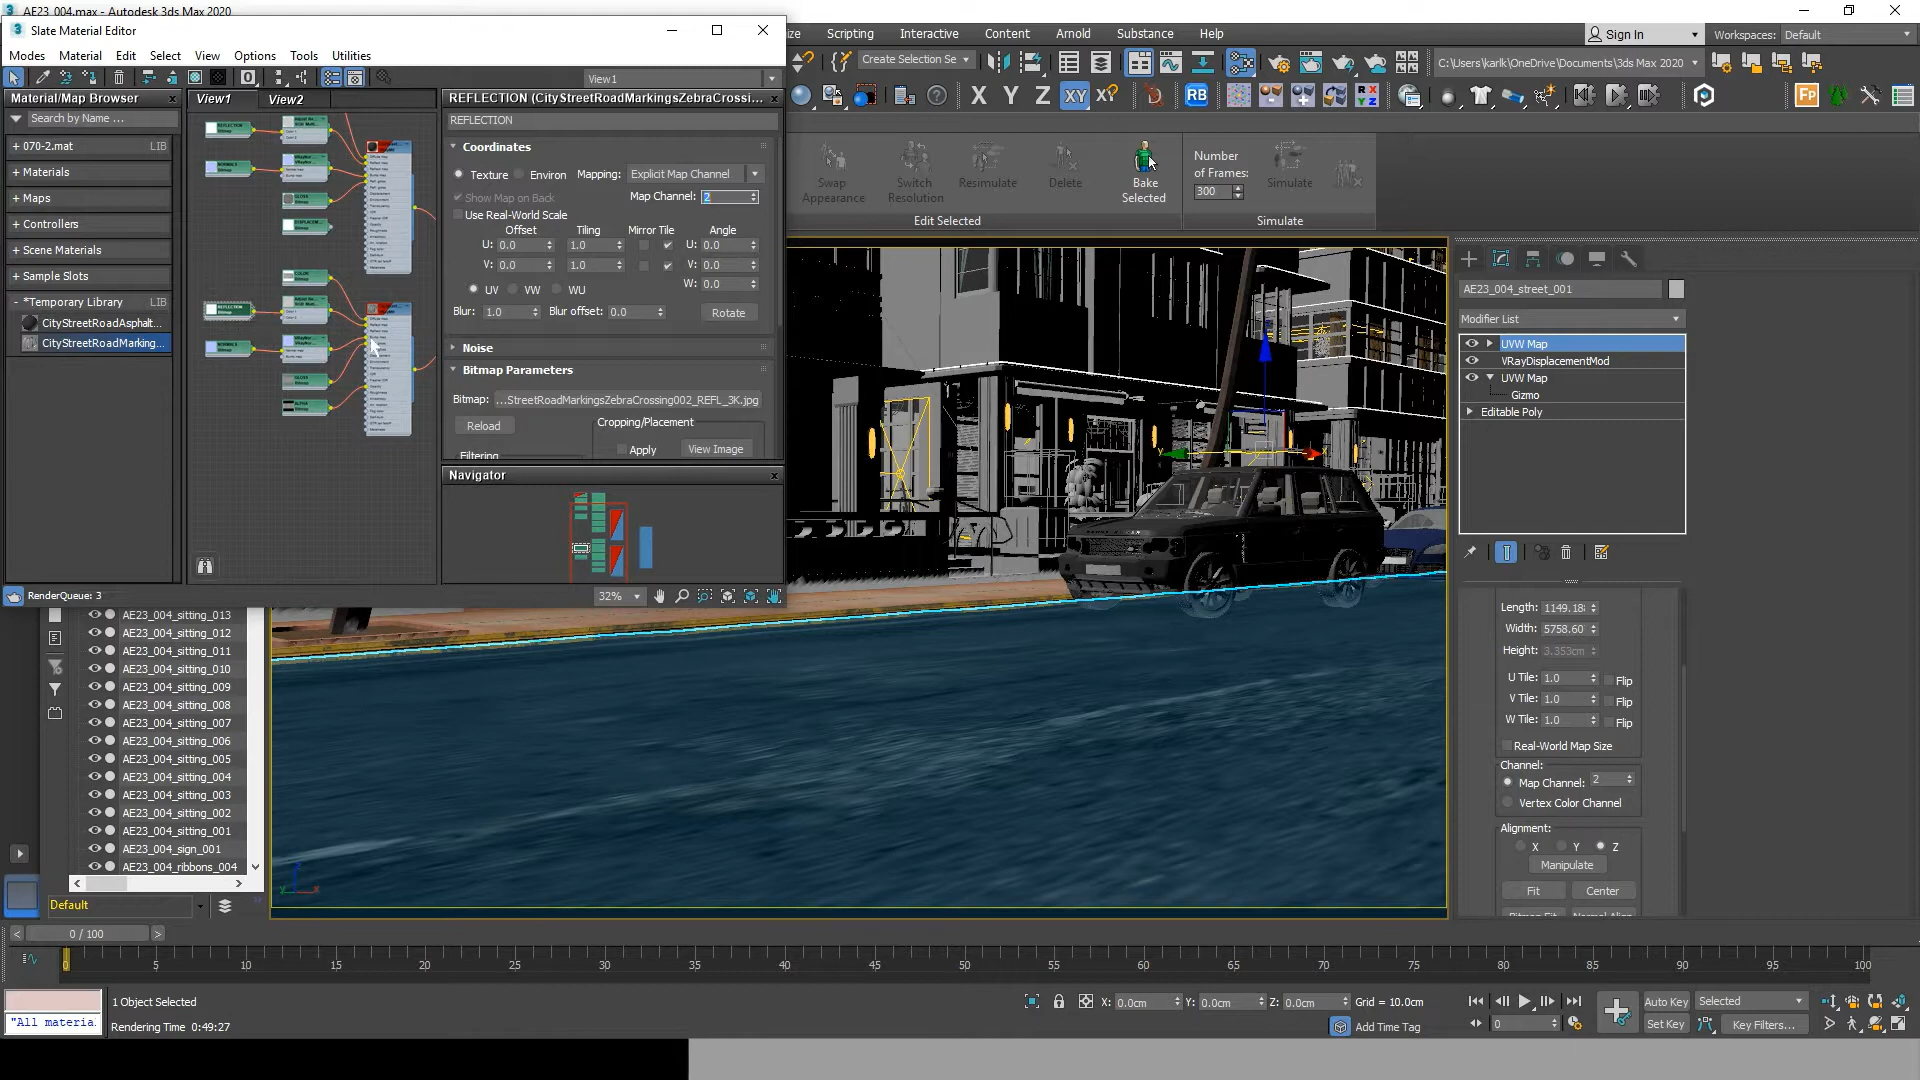 AE23_004.max - Autodesk 3ds Max 2020
Slate Material Editor
Modes Material Edit Select View Options Tools Utilities
ize Scripting Interactive Content Arnold Substance Help
Sign In
Workspaces: Default
Create Selection Se
C:\Users\karlk\OneDrive\Documents\3ds Max 2020
View1
X Y Z XY
RB
Material/Map Browser
View1 View2
REFLECTION (CityStreetRoadMarkingsZebraCrossing...
Search by Name ...
REFLECTION
+ 070-2.mat LIB
+ Materials
+ Maps
+ Controllers
+ Scene Materials
+ Sample Slots
- *Temporary Library LIB
CityStreetRoadAsphalt...
CityStreetRoadMarking...
Coordinates
Texture Environ Mapping: Explicit Map Channel
Show Map on Back Map Channel: 2
Use Real-World Scale
Offset Tiling Mirror Tile Angle
U: 0.0 1.0 U: 0.0
V: 0.0 1.0 V: 0.0
W: 0.0
UV VW WU
Blur: 1.0 Blur offset: 0.0 Rotate
Noise
Bitmap Parameters
Bitmap: ...StreetRoadMarkingsZebraCrossing002_REFL_3K.jpg
Reload
Cropping/Placement
Apply View Image
Filtering
Navigator
RenderQueue: 3
32%
Swap Appearance
Switch Resolution
Resimulate
Delete
Bake Selected
Number of Frames:
300
Simulate
Edit Selected
Simulate
AE23_004_street_001
Modifier List
UVW Map
VRayDisplacementMod
UVW Map
Gizmo
Editable Poly
Length: 1149.18
Width: 5758.60
Height: 3.353cm
U Tile: 1.0 Flip
V Tile: 1.0 Flip
W Tile: 1.0 Flip
Real-World Map Size
Channel:
Map Channel: 2
Vertex Color Channel
Alignment:
X Y Z
Manipulate
Fit Center
AE23_004_sitting_013
AE23_004_sitting_012
AE23_004_sitting_011
AE23_004_sitting_010
AE23_004_sitting_009
AE23_004_sitting_008
AE23_004_sitting_007
AE23_004_sitting_006
AE23_004_sitting_005
AE23_004_sitting_004
AE23_004_sitting_003
AE23_004_sitting_002
AE23_004_sitting_001
AE23_004_sign_001
AE23_004_ribbons_004
Default
0 / 100
0 5 10 15 20 25 30 35 40 45 50 55 60 65 70 75 80 85 90 95 100
1 Object Selected
"All material
Rendering Time 0:49:27
X: 0.0cm Y: 0.0cm Z: 0.0cm Grid = 10.0cm
Add Time Tag
0
Auto Key Selected
Set Key Key Filters...